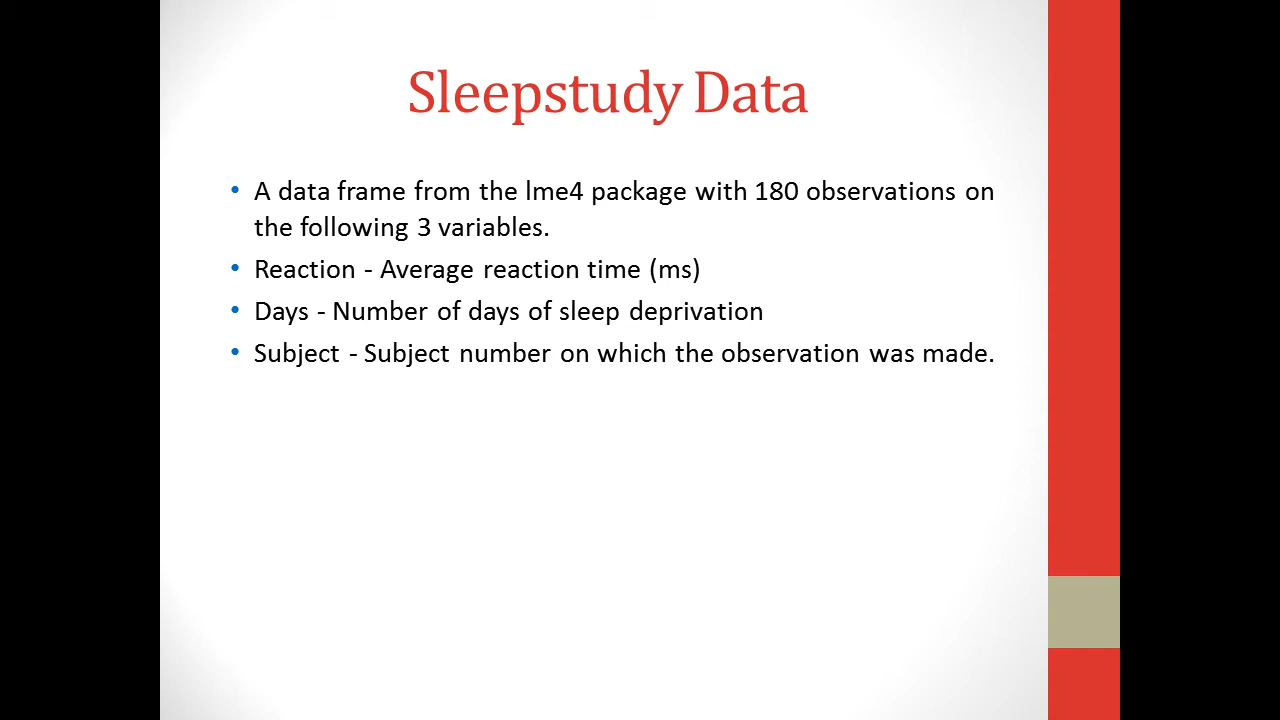 Sleepstudy Data
• A data frame from the lme4 package with 180 observations on
the following 3 variables.
• Reaction - Average reaction time (ms)
• Days - Number of days of sleep deprivation
• Subject - Subject number on which the observation was made.